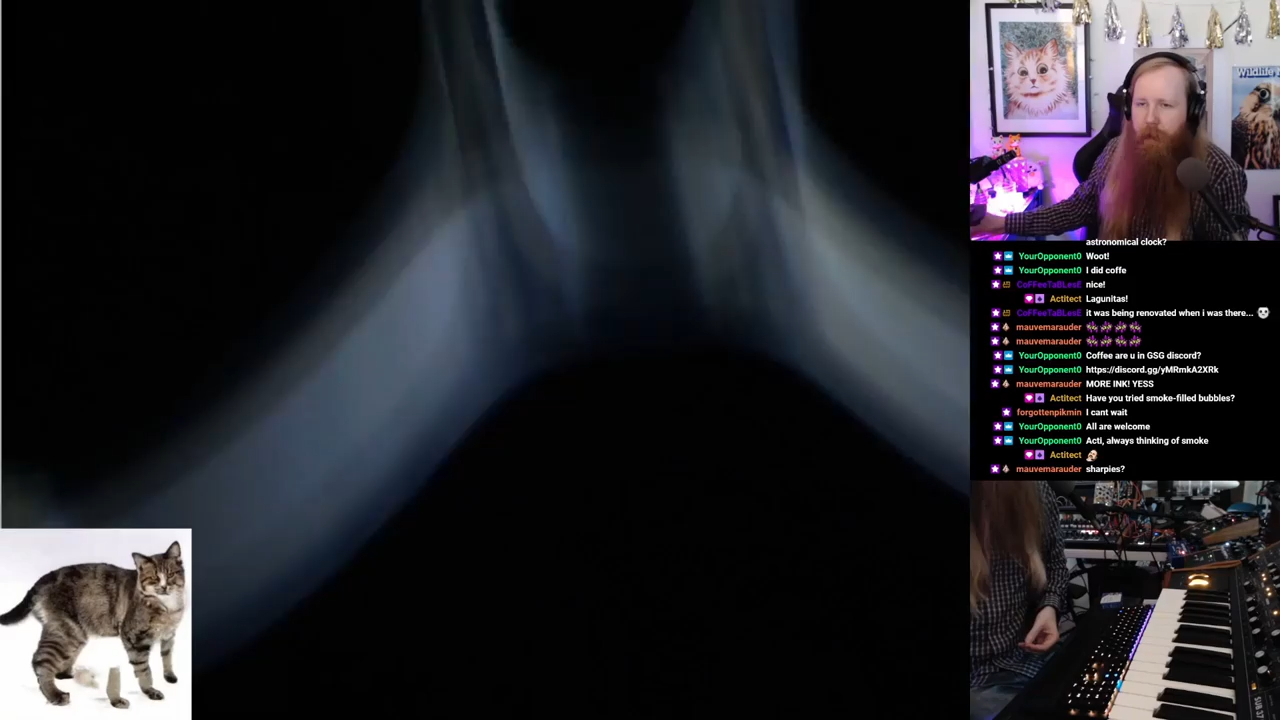 Wildlife
astronomical clock?
YourOpponent0 Woot!
YourOpponent0 I did coffe
CoFFeeTaBLesE nice!
Actitect Lagunitas!
CoFFeeTaBLesE it was being renovated when i was there...
mauvemarauder
mauvemarauder
YourOpponent0 Coffee are u in GSG discord?
YourOpponent0 https://discord.gg/yMRmkA2XRk
mauvemarauder MORE INK! YESS
Actitect Have you tried smoke-filled bubbles?
forgottenpikmin I cant wait
YourOpponent0 All are welcome
YourOpponent0 Acti, always thinking of smoke
Actitect
mauvemarauder sharpies?